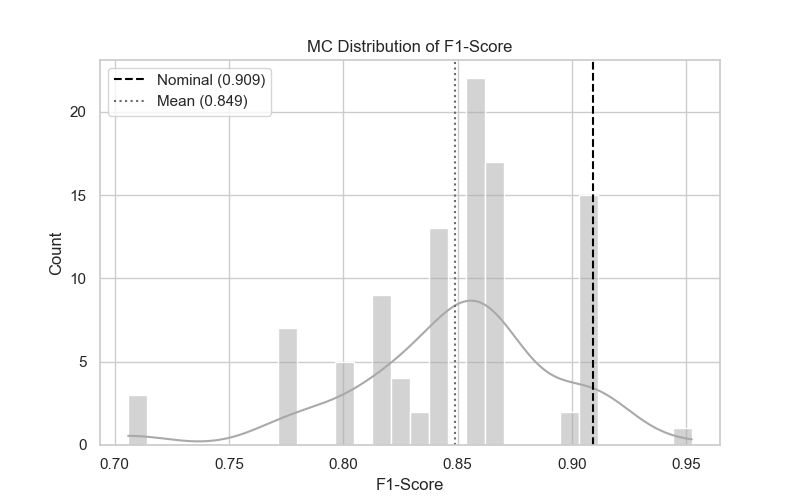 MC Distribution of F1-Score
Nominal (0.909)
Mean (0.849)
20
15
10
5
0
Count
0.70 0.75 0.80 0.85 0.90 0.95
F1-Score